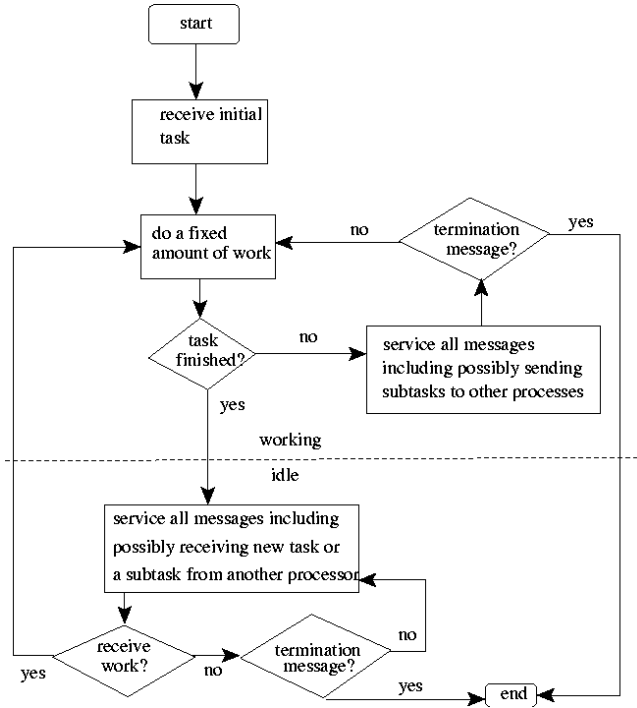 start
receive initial
task
do a fixed
amount of work
no
termination
message?
yes
task
finished?
no
service all messages
including possibly sending
subtasks to other processes
yes
working
idle
service all messages including
possibly receiving new task or
a subtask from another processor
receive
work?
yes
no
termination
message?
no
yes
end